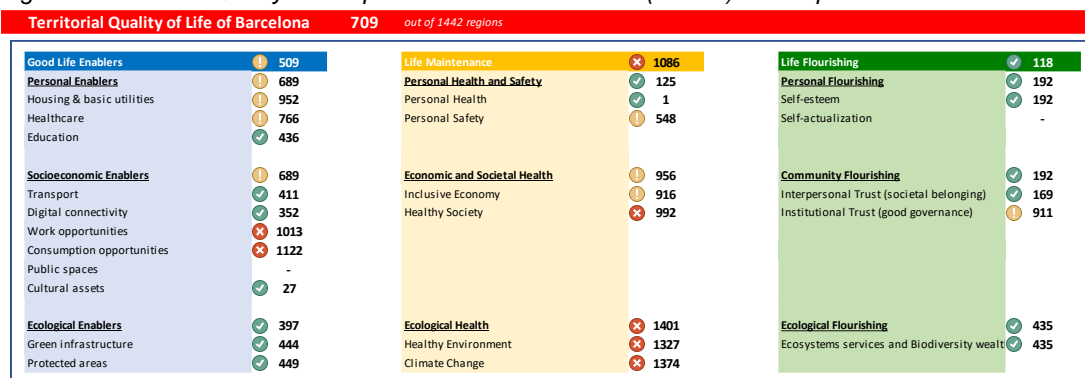 Territorial Quality of Life of Barcelona 709 out of 1442 regions
Good Life Enablers 509
Personal Enablers 689
Housing & basic utilities 952
Healthcare 766
Education 436
Socioeconomic Enablers 689
Transport 411
Digital connectivity 352
Work opportunities 1013
Consumption opportunities 1122
Public spaces -
Cultural assets 27
Ecological Enablers 397
Green infrastructure 444
Protected areas 449
Life Maintenance 1086
Personal Health and Safety 125
Personal Health 1
Personal Safety 548
Economic and Societal Health 956
Inclusive Economy 916
Healthy Society 992
Ecological Health 1401
Healthy Environment 1327
Climate Change 1374
Life Flourishing 118
Personal Flourishing 192
Self-esteem 192
Self-actualization -
Community Flourishing 192
Interpersonal Trust (societal belonging) 169
Institutional Trust (good governance) 911
Ecological Flourishing 435
Ecosystems services and Biodiversity wealt 435